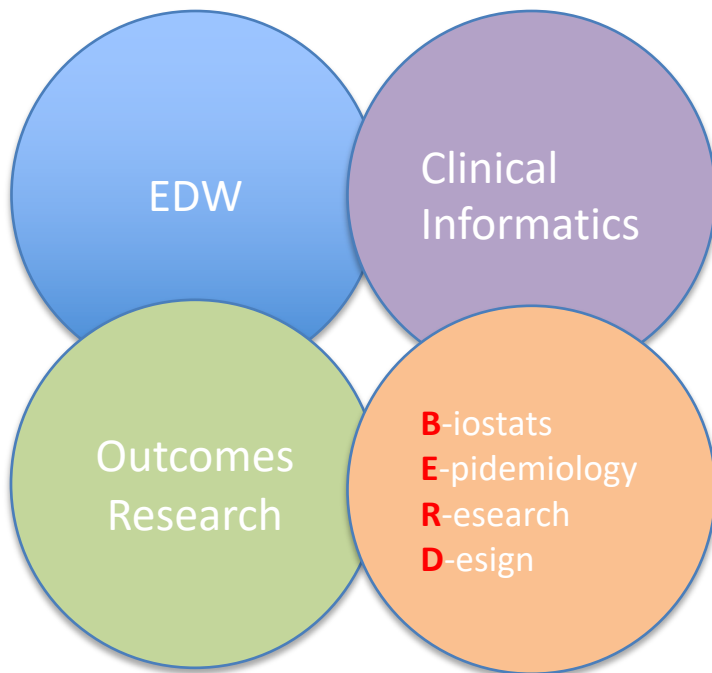 EDW
Clinical
Informatics
Outcomes
Research
B-iostats
E-pidemiology
R-esearch
D-esign